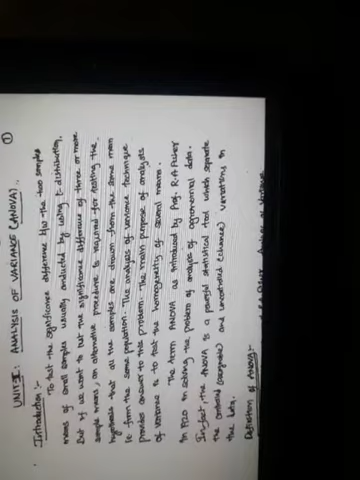 ①
UNIT-I : ANALYSIS OF VARIANCE (ANOVA) :-
Introduction :-
To test the significance difference b/w the two samples
means of small samples usually conducted by using t-distribution.
But if we want to test the significance difference of three or more
sample means, an alternative procedure is required for testing the
hypothesis that all the samples are drawn from the same mean
ie from the same population. The analysis of variance technique
provides answer to this problem. The main purpose of analysis
of variance is to test the homogeneity of several means.
The term ANOVA as introduced by Prof. R.A Fisher
in 1920 in solving the problem of analysis of agronomical data.
In fact, the ANOVA is a powerful statistical tool which separate
the controlled (assignable) and uncontrolled (chance) variations in
the data.
Definition of ANOVA :-